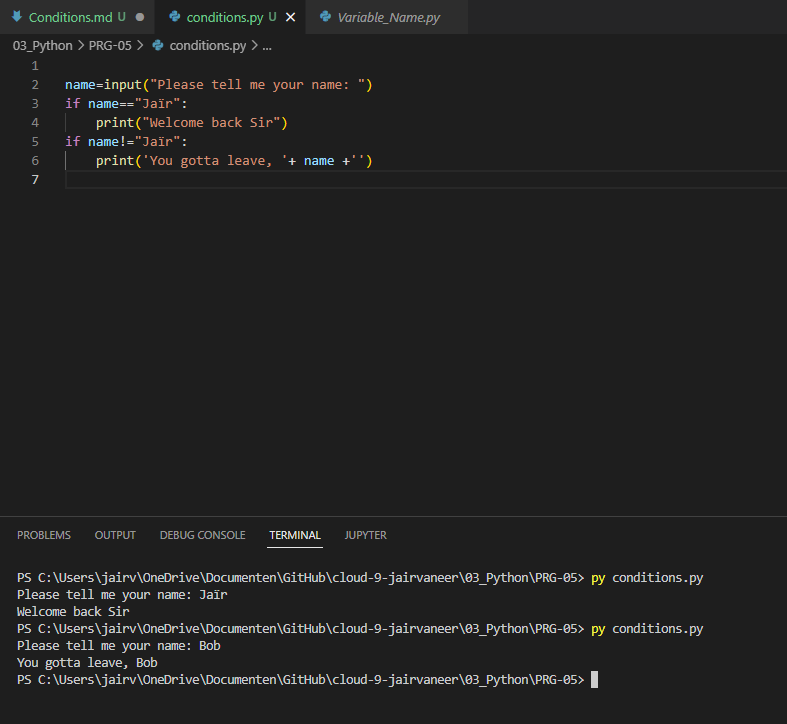 Conditions.md U conditions.py U Variable_Name.py
03_Python > PRG-05 > conditions.py > ...
1
2 name=input("Please tell me your name: ")
3 if name=="Jaïr":
4     print("Welcome back Sir")
5 if name!="Jaïr":
6     print('You gotta leave, '+ name +'')
7
PROBLEMS OUTPUT DEBUG CONSOLE TERMINAL JUPYTER
PS C:\Users\jairv\OneDrive\Documenten\GitHub\cloud-9-jairvaneer\03_Python\PRG-05> py conditions.py
Please tell me your name: Jaïr
Welcome back Sir
PS C:\Users\jairv\OneDrive\Documenten\GitHub\cloud-9-jairvaneer\03_Python\PRG-05> py conditions.py
Please tell me your name: Bob
You gotta leave, Bob
PS C:\Users\jairv\OneDrive\Documenten\GitHub\cloud-9-jairvaneer\03_Python\PRG-05>